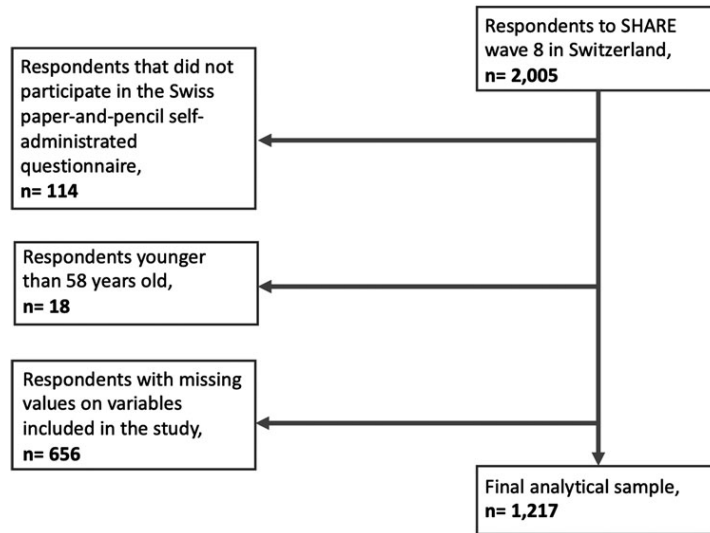 Respondents to SHARE
wave 8 in Switzerland,
n= 2,005
Respondents that did not
participate in the Swiss
paper-and-pencil self-
administrated
questionnaire,
n= 114
Respondents younger
than 58 years old,
n= 18
Respondents with missing
values on variables
included in the study,
n= 656
Final analytical sample,
n= 1,217